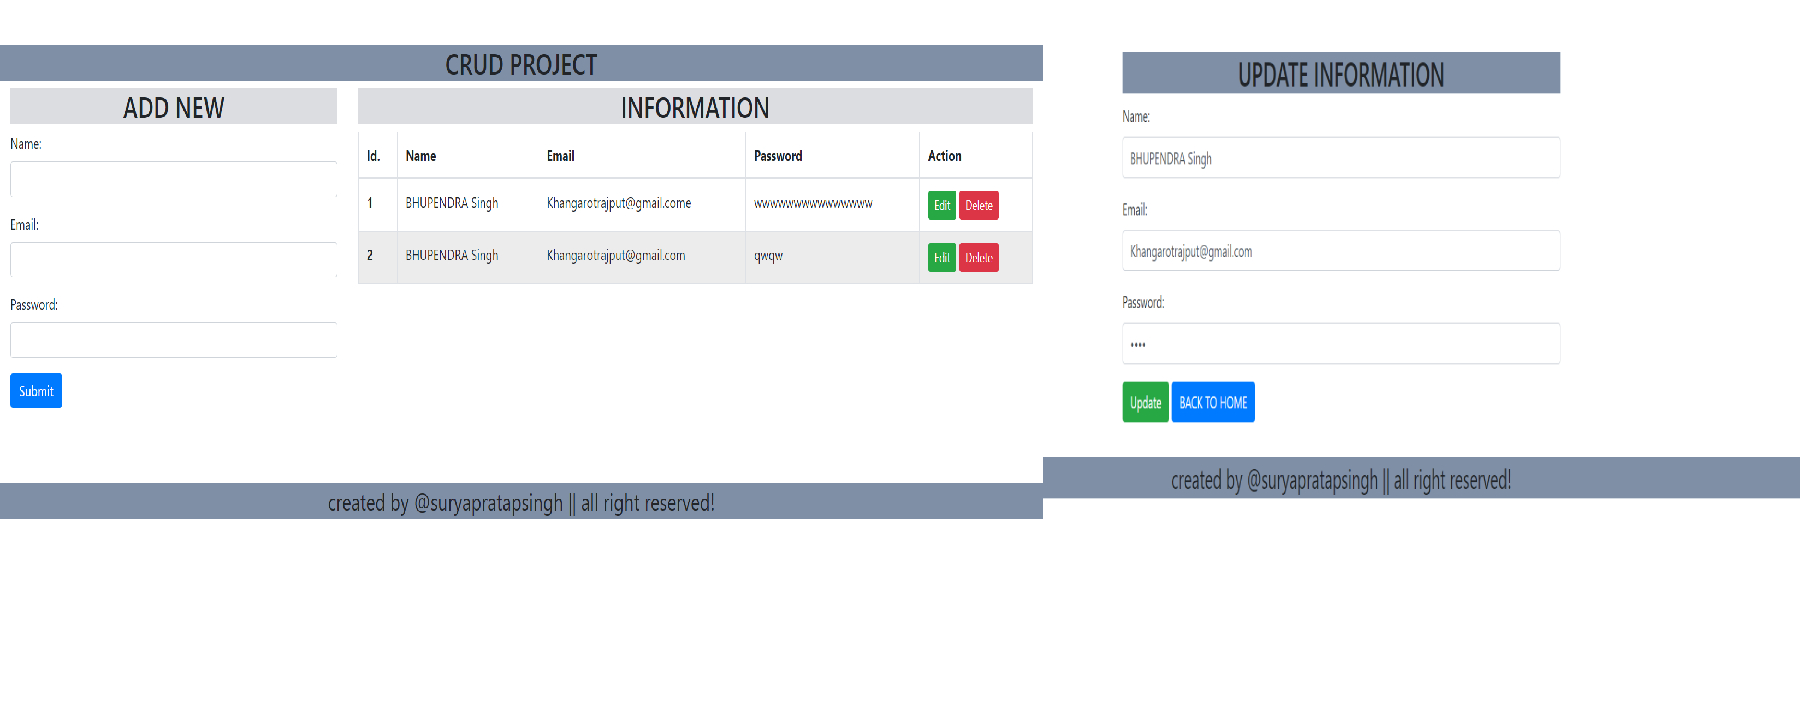 CRUD PROJECT
ADD NEW
Name:
Email:
Password:
Submit
INFORMATION
Id. Name Email Password Action
1 BHUPENDRA Singh Khangarotrajput@gmail.come wwwwwwwwwwwwwww Edit Delete
2 BHUPENDRA Singh Khangarotrajput@gmail.com qwqw Edit Delete
created by @suryapratapsingh || all right reserved!
UPDATE INFORMATION
Name:
BHUPENDRA Singh
Email:
Khangarotrajput@gmail.com
Password:
••••
Update BACK TO HOME
created by @suryapratapsingh || all right reserved!